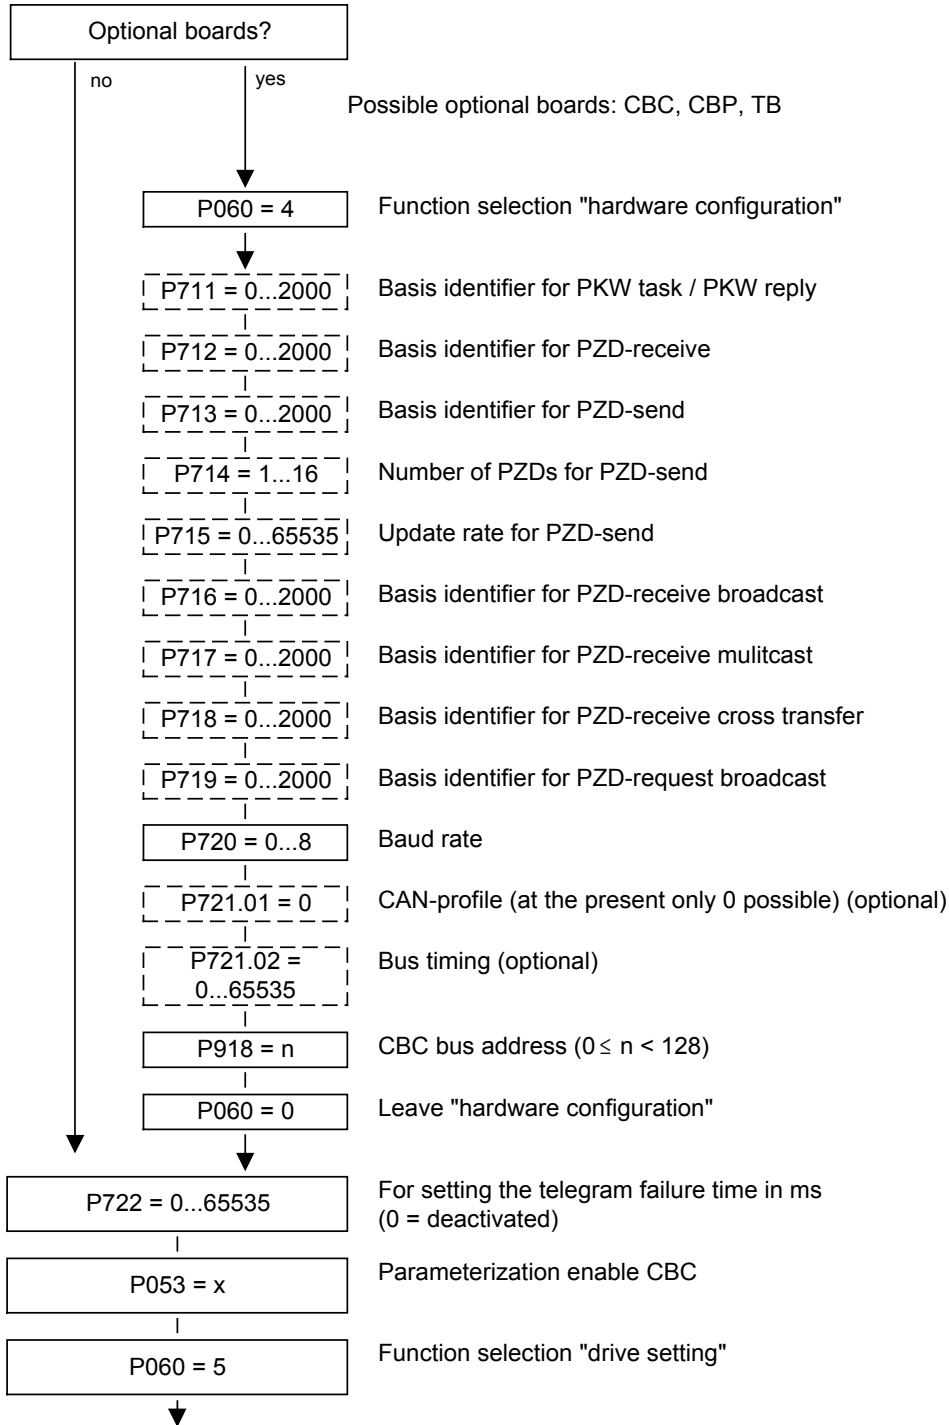 Optional boards?
no
yes
Possible optional boards: CBC, CBP, TB
P060 = 4
Function selection "hardware configuration"
P711 = 0...2000
Basis identifier for PKW task / PKW reply
P712 = 0...2000
Basis identifier for PZD-receive
P713 = 0...2000
Basis identifier for PZD-send
P714 = 1...16
Number of PZDs for PZD-send
P715 = 0...65535
Update rate for PZD-send
P716 = 0...2000
Basis identifier for PZD-receive broadcast
P717 = 0...2000
Basis identifier for PZD-receive mulitcast
P718 = 0...2000
Basis identifier for PZD-receive cross transfer
P719 = 0...2000
Basis identifier for PZD-request broadcast
P720 = 0...8
Baud rate
P721.01 = 0
CAN-profile (at the present only 0 possible) (optional)
P721.02 =
0...65535
Bus timing (optional)
P918 = n
CBC bus address (0 ≤ n < 128)
P060 = 0
Leave "hardware configuration"
P722 = 0...65535
For setting the telegram failure time in ms
(0 = deactivated)
P053 = x
Parameterization enable CBC
P060 = 5
Function selection "drive setting"